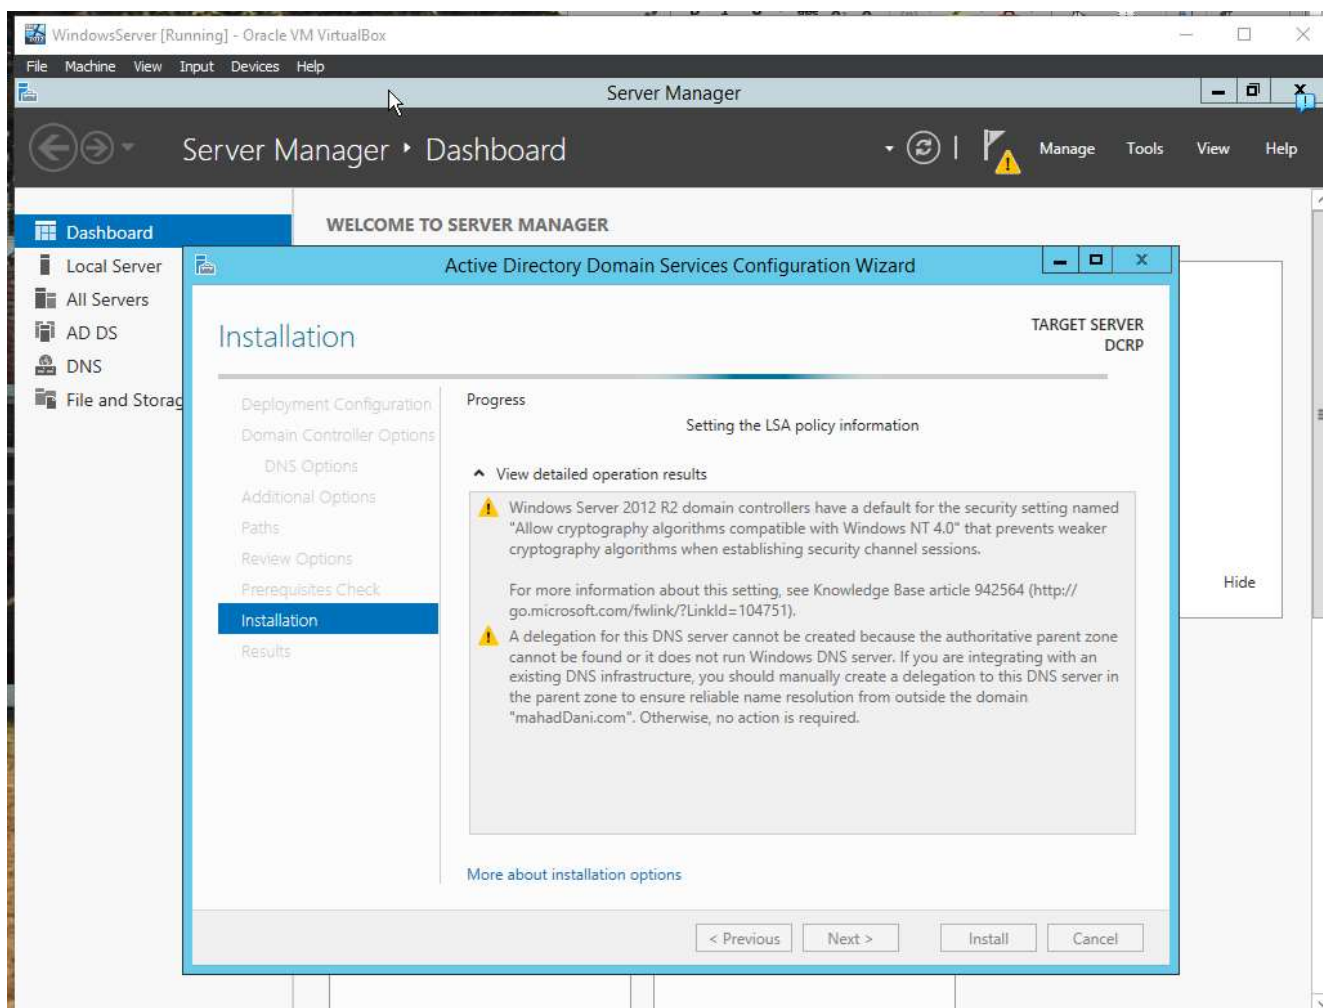 WindowsServer [Running] - Oracle VM VirtualBox
File Machine View Input Devices Help
Server Manager
Server Manager • Dashboard
Manage Tools View Help
Dashboard
Local Server
All Servers
AD DS
DNS
File and Storag
WELCOME TO SERVER MANAGER
Active Directory Domain Services Configuration Wizard
Installation
TARGET SERVER
DCRP
Deployment Configuration
Domain Controller Options
DNS Options
Additional Options
Paths
Review Options
Prerequisites Check
Installation
Results
Progress
Setting the LSA policy information
View detailed operation results
Windows Server 2012 R2 domain controllers have a default for the security setting named
"Allow cryptography algorithms compatible with Windows NT 4.0" that prevents weaker
cryptography algorithms when establishing security channel sessions.
For more information about this setting, see Knowledge Base article 942564 (http://
go.microsoft.com/fwlink/?LinkId=104751).
A delegation for this DNS server cannot be created because the authoritative parent zone
cannot be found or it does not run Windows DNS server. If you are integrating with an
existing DNS infrastructure, you should manually create a delegation to this DNS server in
the parent zone to ensure reliable name resolution from outside the domain
"mahadDani.com". Otherwise, no action is required.
More about installation options
< Previous Next > Install Cancel
Hide